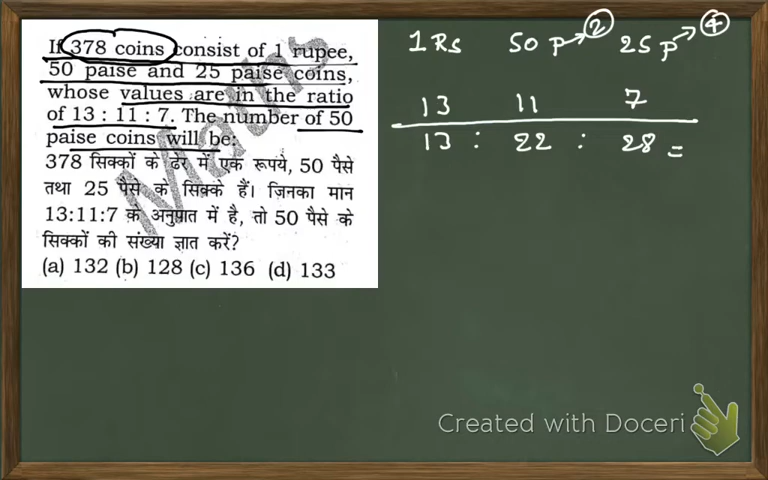 If 378 coins consist of 1 rupee,
50 paise and 25 paise coins,
whose values are in the ratio
of 13 : 11 : 7. The number of 50
paise coins will be:
378 सिक्कों के ढेर में एक रूपये, 50 पैसे
तथा 25 पैसे के सिक्के हैं। जिनका मान
13:11:7 के अनुपात में है, तो 50 पैसे के
सिक्कों की संख्या ज्ञात करें?
(a) 132 (b) 128 (c) 136 (d) 133
Maths
1 Rs 50 p → 2 25 p → 4
13 11 7
13 : 22 : 28 =
Created with Doceri